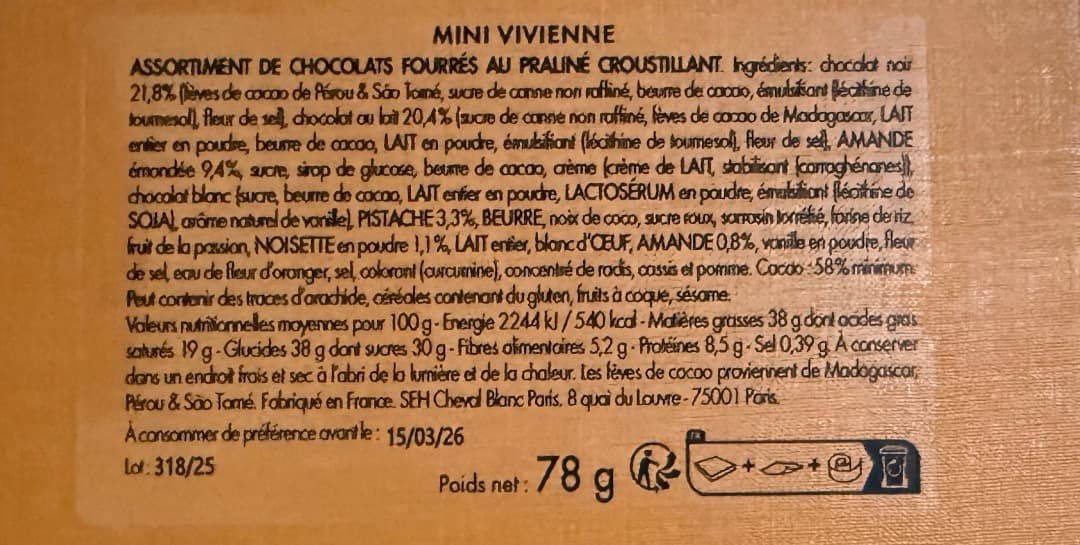 MINI VIVIENNE
ASSORTIMENT DE CHOCOLATS FOURRÉS AU PRALINÉ CROUSTILLANT. Ingrédients: chocolat noir
21,8% (fèves de cacao de Pérou & São Tomé, sucre de canne non raffiné, beurre de cacao, émulsifiant (lécithine de
tournesol), fleur de sel), chocolat au lait 20,4% (sucre de canne non raffiné, fèves de cacao de Madagascar, LAIT
entier en poudre, beurre de cacao, LAIT en poudre, émulsifiant (lécithine de tournesol), fleur de sel), AMANDE
émondée 9,4%, sucre, sirop de glucose, beurre de cacao, crème (crème de LAIT, stabilisant (carraghénanes)),
chocolat blanc (sucre, beurre de cacao, LAIT entier en poudre, LACTOSÉRUM en poudre, émulsifiant (lécithine de
SOJA), arôme naturel de vanille), PISTACHE 3,3%, BEURRE, noix de coco, sucre roux, sarrasin torréfié, farine de riz,
fruit de la passion, NOISETTE en poudre 1,1%, LAIT entier, blanc d'ŒUF, AMANDE 0,8%, vanille en poudre, fleur
de sel, eau de fleur d'oranger, sel, colorant (curcumine), concentré de radis, cassis et pomme. Cacao : 58% minimum.
Peut contenir des traces d'arachide, céréales contenant du gluten, fruits à coque, sésame.
Valeurs nutritionnelles moyennes pour 100 g - Energie 2244 kJ / 540 kcal - Matières grasses 38 g dont acides gras
saturés 19 g - Glucides 38 g dont sucres 30 g - Fibres alimentaires 5,2 g - Protéines 8,5 g - Sel 0,39 g. À conserver
dans un endroit frais et sec à l'abri de la lumière et de la chaleur. Les fèves de cacao proviennent de Madagascar,
Pérou & São Tomé. Fabriqué en France. SEH Cheval Blanc Paris. 8 quai du Louvre - 75001 Paris.
À consommer de préférence avant le : 15/03/26
Lot : 318/25
Poids net : 78 g
FR